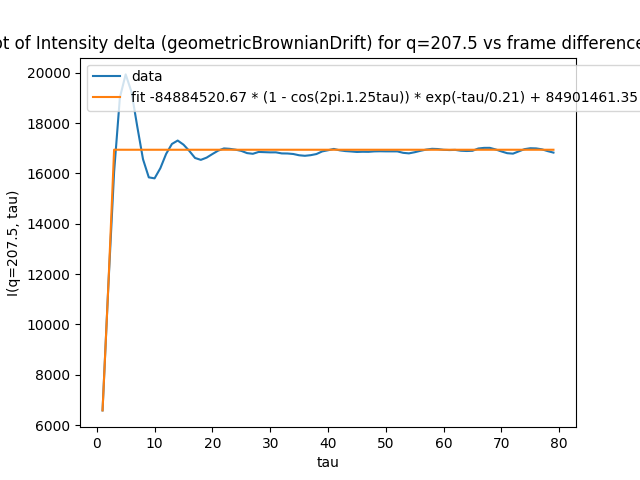 ot of Intensity delta (geometricBrownianDrift) for q=207.5 vs frame difference
data
fit -84884520.67 * (1 - cos(2pi.1.25tau)) * exp(-tau/0.21) + 84901461.35
I(q=207.5, tau)
20000
18000
16000
14000
12000
10000
8000
6000
0 10 20 30 40 50 60 70 80
tau